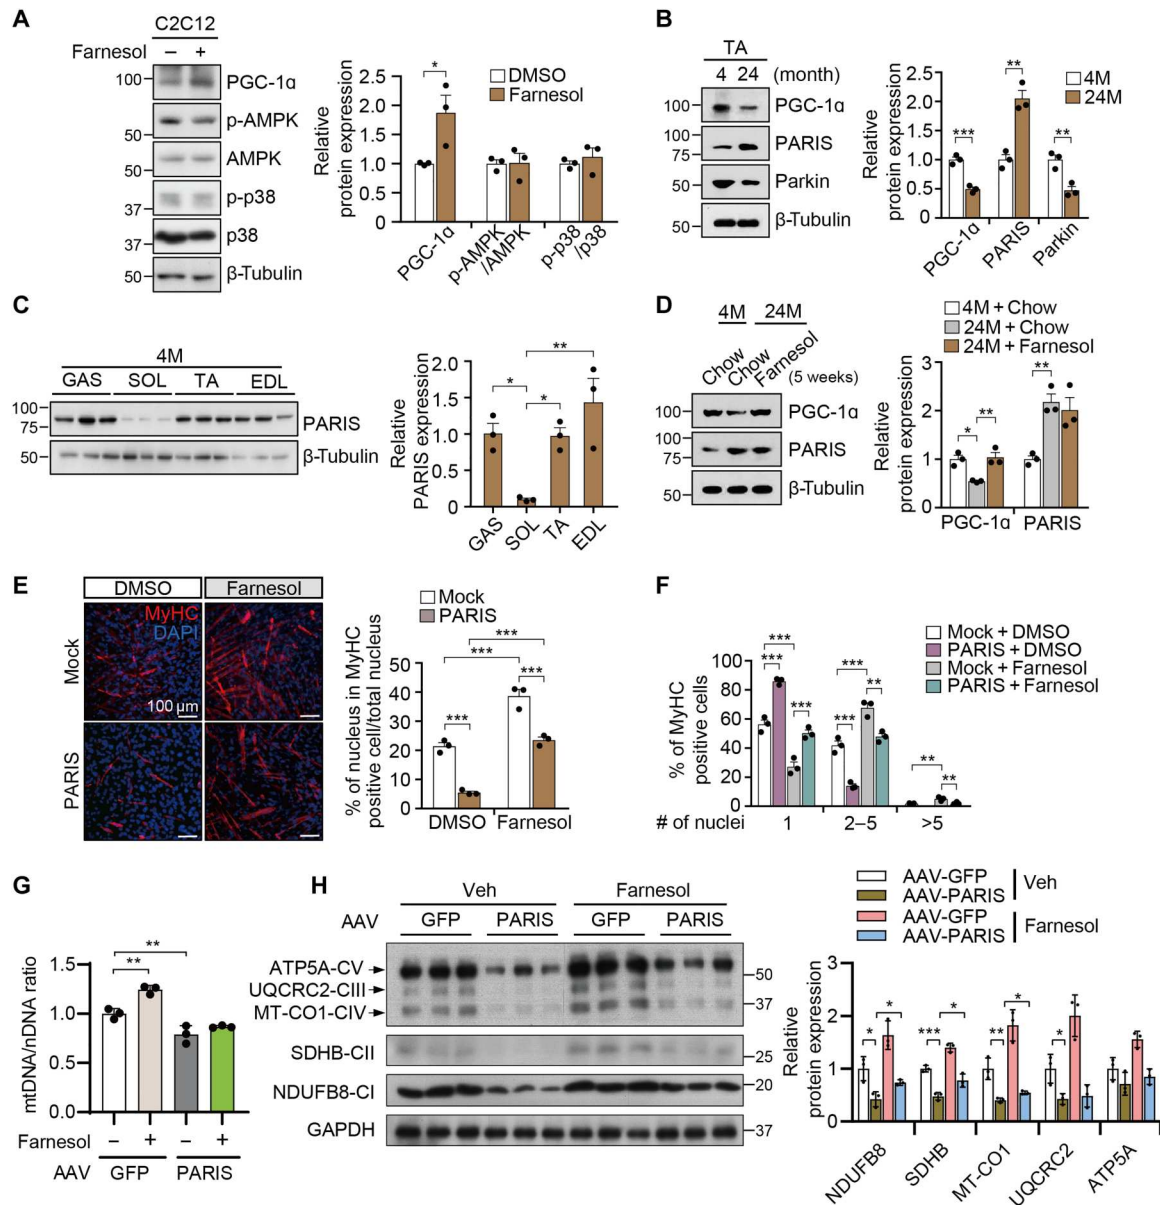 A
C2C12
Farnesol – +
100
PGC-1α
50
p-AMPK
50
AMPK
37
p-p38
37
p38
50
β-Tubulin
Relative
protein expression
2.5
2.0
1.5
1.0
0.5
0
*
DMSO
Farnesol
PGC-1α
p-AMPK
/AMPK
p-p38
/p38
B
TA
4 24 (month)
100
PGC-1α
100
75
PARIS
50
Parkin
50
β-Tubulin
Relative
protein expression
2.5
2.0
1.5
1.0
0.5
0
***
**
**
4M
24M
PGC-1α
PARIS
Parkin
C
4M
GAS SOL TA EDL
100
75
PARIS
50
β-Tubulin
Relative
PARIS expression
2.0
1.5
1.0
0.5
0
*
*
**
GAS
SOL
TA
EDL
D
4M 24M
Chow
Chow
Farnesol
(5 weeks)
100
PGC-1α
100
75
PARIS
50
β-Tubulin
4M + Chow
24M + Chow
24M + Farnesol
Relative
protein expression
3
2
1
0
*
**
**
PGC-1α PARIS
E
DMSO Farnesol
MyHC
DAPI
Mock
100 µm
PARIS
Mock
PARIS
% of nucleus in MyHC
positive cell/total nucleus
50
40
30
20
10
0
***
***
***
***
DMSO Farnesol
F
Mock + DMSO
PARIS + DMSO
Mock + Farnesol
PARIS + Farnesol
% of MyHC
positive cells
100
80
60
40
20
0
***
***
***
***
***
**
**
**
# of nuclei 1 2–5 >5
G
mtDNA/nDNA ratio
1.5
1.0
0.5
0.0
**
**
Farnesol – + – +
AAV GFP PARIS
H
Veh Farnesol
AAV GFP PARIS GFP PARIS
ATP5A-CV
UQCRC2-CIII
MT-CO1-CIV
50
37
SDHB-CII
25
NDUFB8-CI
20
GAPDH
37
AAV-GFP
AAV-PARIS
Veh
AAV-GFP
AAV-PARIS
Farnesol
Relative
protein expression
3
2
1
0
*
*
***
*
**
*
*
NDUFB8
SDHB
MT-CO1
UQCRC2
ATP5A